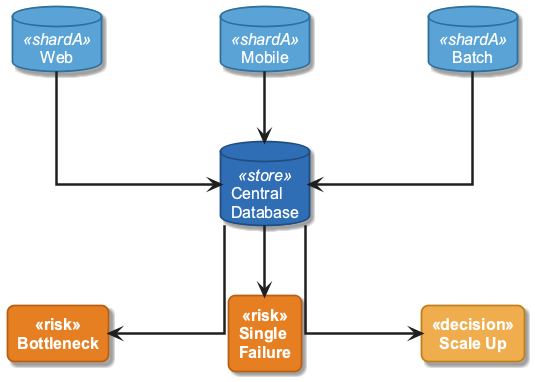 «shardA»
Web
«shardA»
Mobile
«shardA»
Batch
«store»
Central
Database
«risk»
Bottleneck
«risk»
Single
Failure
«decision»
Scale Up